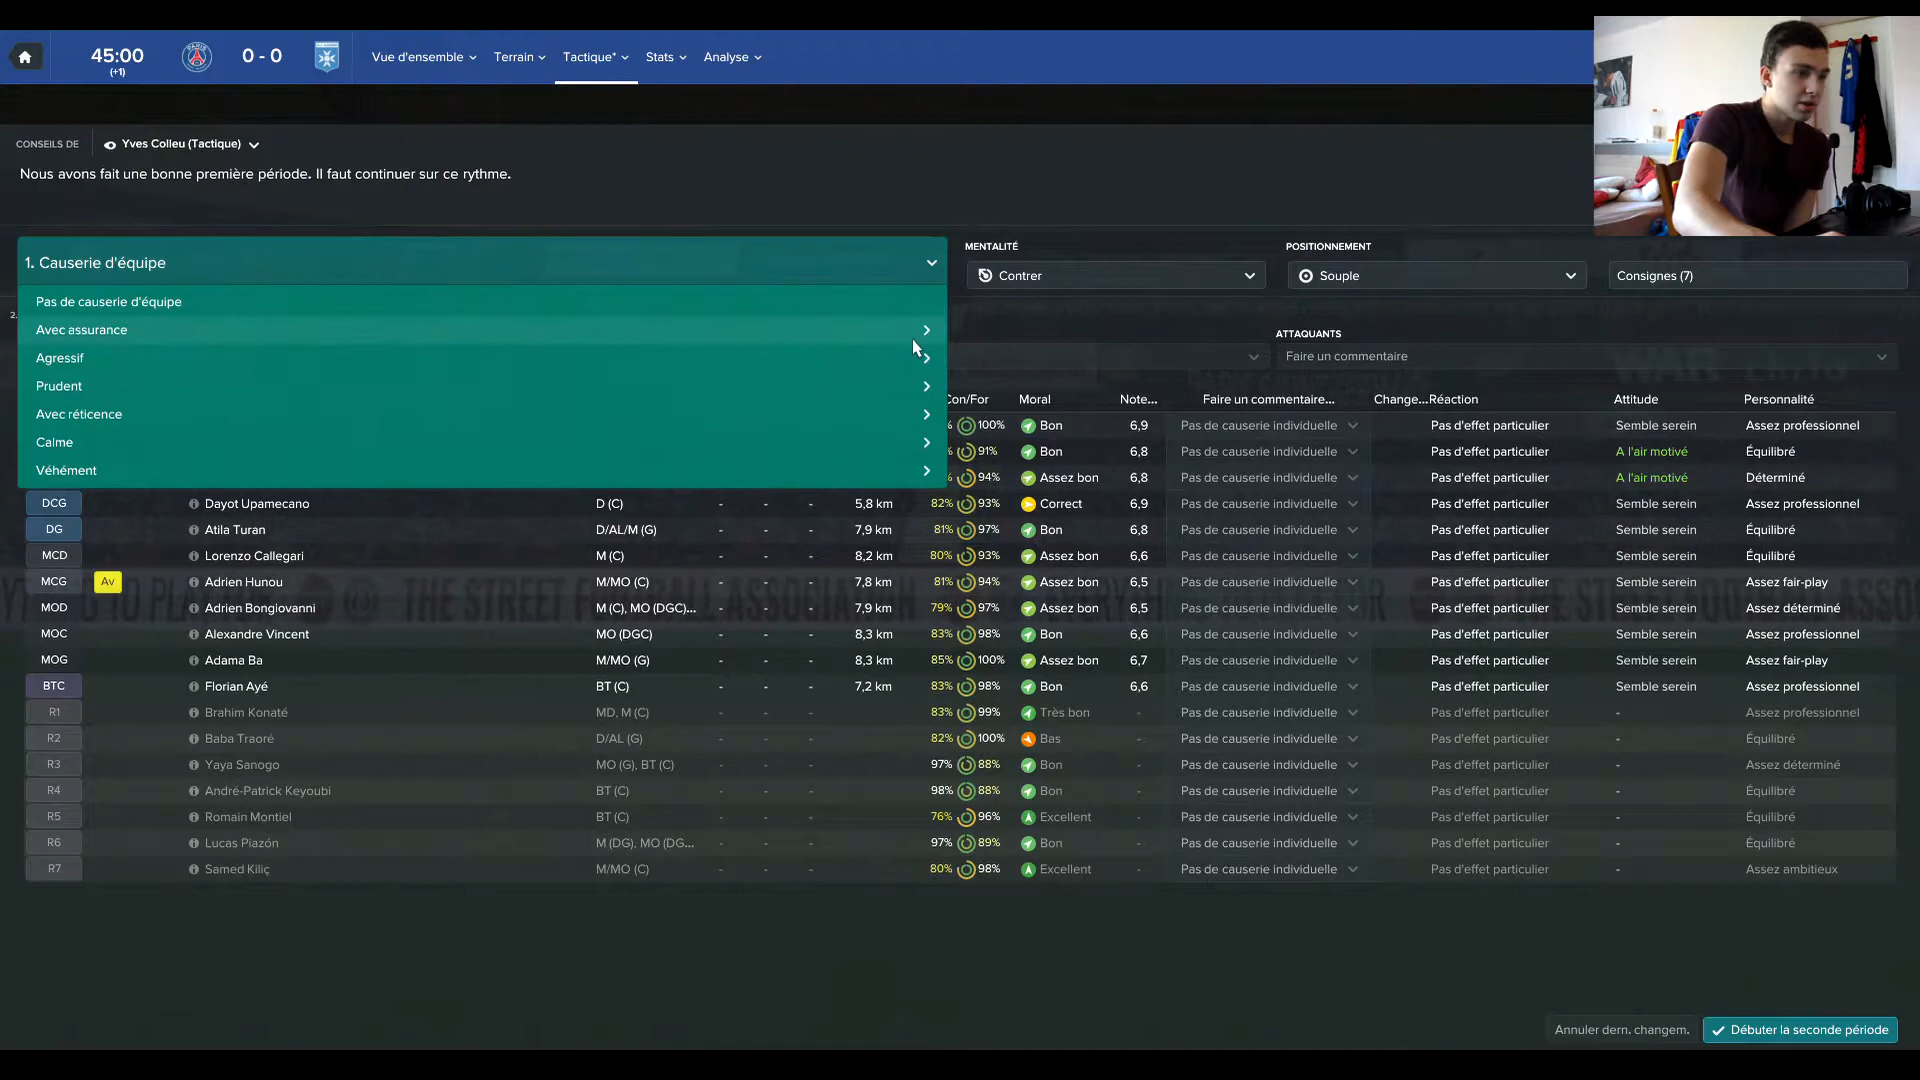 45:00
(+1)
PARIS
0 - 0
Vue d'ensemble
Terrain
Tactique*
Stats
Analyse
CONSEILS DE
Yves Colleu (Tactique)
Nous avons fait une bonne première période. Il faut continuer sur ce rythme.
1. Causerie d'équipe
Pas de causerie d'équipe
Avec assurance
Agressif
Prudent
Avec réticence
Calme
Véhément
2.
MENTALITÉ
Contrer
POSITIONNEMENT
Souple
Consignes (7)
ATTAQUANTS
Faire un commentaire
Con/For Moral Note... Faire un commentaire... Change... Réaction Attitude Personnalité
% 100% Bon 6,9 Pas de causerie individuelle Pas d'effet particulier Semble serein Assez professionnel
% 91% Bon 6,8 Pas de causerie individuelle Pas d'effet particulier A l'air motivé Équilibré
% 94% Assez bon 6,8 Pas de causerie individuelle Pas d'effet particulier A l'air motivé Déterminé
DCG Dayot Upamecano D (C) - - - 5,8 km 82% 93% Correct 6,9 Pas de causerie individuelle Pas d'effet particulier Semble serein Assez professionnel
DG Atila Turan D/AL/M (G) - - - 7,9 km 81% 97% Bon 6,8 Pas de causerie individuelle Pas d'effet particulier Semble serein Équilibré
MCD Lorenzo Callegari M (C) - - - 8,2 km 80% 93% Assez bon 6,6 Pas de causerie individuelle Pas d'effet particulier Semble serein Équilibré
MCG Av Adrien Hunou M/MO (C) - - - 7,8 km 81% 94% Assez bon 6,5 Pas de causerie individuelle Pas d'effet particulier Semble serein Assez fair-play
MOD Adrien Bongiovanni M (C), MO (DGC)... - - - 7,9 km 79% 97% Assez bon 6,5 Pas de causerie individuelle Pas d'effet particulier Semble serein Assez déterminé
MOC Alexandre Vincent MO (DGC) - - - 8,3 km 83% 98% Bon 6,6 Pas de causerie individuelle Pas d'effet particulier Semble serein Assez professionnel
MOG Adama Ba M/MO (G) - - - 8,3 km 85% 100% Assez bon 6,7 Pas de causerie individuelle Pas d'effet particulier Semble serein Assez fair-play
BTC Florian Ayé BT (C) - - - 7,2 km 83% 98% Bon 6,6 Pas de causerie individuelle Pas d'effet particulier Semble serein Assez professionnel
R1 Brahim Konaté MD, M (C) 83% 99% Très bon - Pas de causerie individuelle Pas d'effet particulier - Assez professionnel
R2 Baba Traoré D/AL (G) 82% 100% Bas - Pas de causerie individuelle Pas d'effet particulier - Équilibré
R3 Yaya Sanogo MO (G), BT (C) 97% 88% Bon - Pas de causerie individuelle Pas d'effet particulier - Assez déterminé
R4 André-Patrick Keyoubi BT (C) 98% 88% Bon - Pas de causerie individuelle Pas d'effet particulier - Équilibré
R5 Romain Montiel BT (C) 76% 96% Excellent - Pas de causerie individuelle Pas d'effet particulier - Équilibré
R6 Lucas Piazón M (DG), MO (DG... 97% 89% Bon - Pas de causerie individuelle Pas d'effet particulier - Équilibré
R7 Samed Kiliç M/MO (C) 80% 98% Excellent - Pas de causerie individuelle Pas d'effet particulier - Assez ambitieux
THE STREET FOOTBALL ASSOCIA
Annuler dern. changem.
Débuter la seconde période